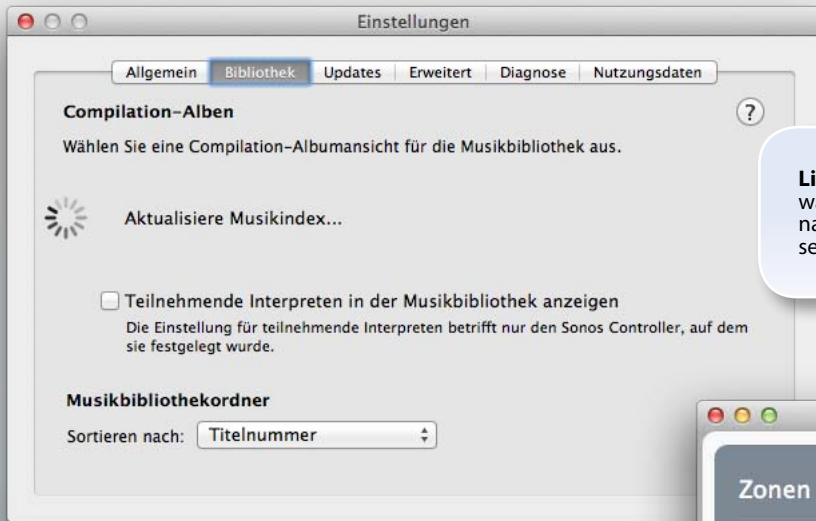 Einstellungen
Allgemein Bibliothek Updates Erweitert Diagnose Nutzungsdaten
Compilation-Alben
?
Wählen Sie eine Compilation-Albumansicht für die Musikbibliothek aus.
Aktualisiere Musikindex...
Teilnehmende Interpreten in der Musikbibliothek anzeigen
Die Einstellung für teilnehmende Interpreten betrifft nur den Sonos Controller, auf dem
sie festgelegt wurde.
Musikbibliothekordner
Sortieren nach: Titelnummer
Zonen